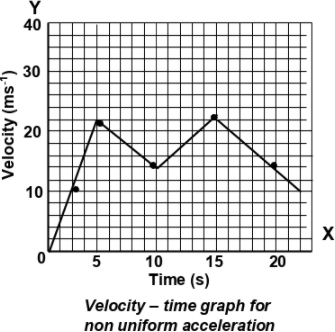 Y
40
30
20
10
0
5
10
15
20
X
Velocity (ms⁻¹)
Time (s)
Velocity – time graph for
non uniform acceleration